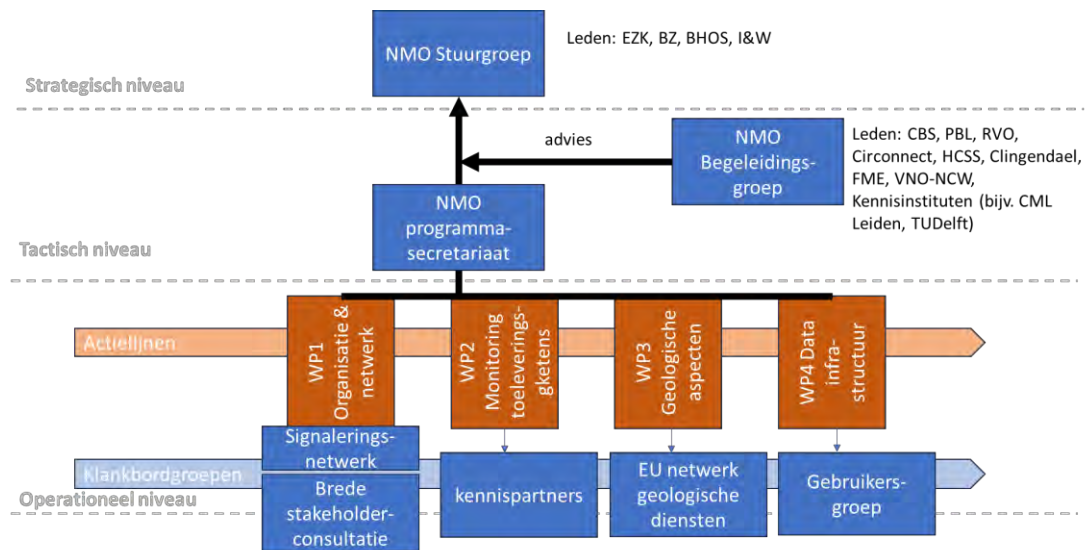 NMO Stuurgroep
Leden: EZK, BZ, BHOS, I&W
Strategisch niveau
advies
NMO
Begeleidings-
groep
Leden: CBS, PBL, RVO,
Circonnect, HCSS, Clingendael,
FME, VNO-NCW,
Kennisinstituten (bijv. CML
Leiden, TUDelft)
NMO
programma-
secretariaat
Tactisch niveau
Actielijnen
WP1
Organisatie &
netwerk
WP2
Monitoring
toeleverings-
gketens
WP3
Geologische
aspecten
WP4 Data
infra-
structuur
Klankbordgroepen
Signalerings-
netwerk
Brede
stakeholder-
consultatie
kennispartners
EU netwerk
geologische
diensten
Gebruikers-
groep
Operationeel niveau